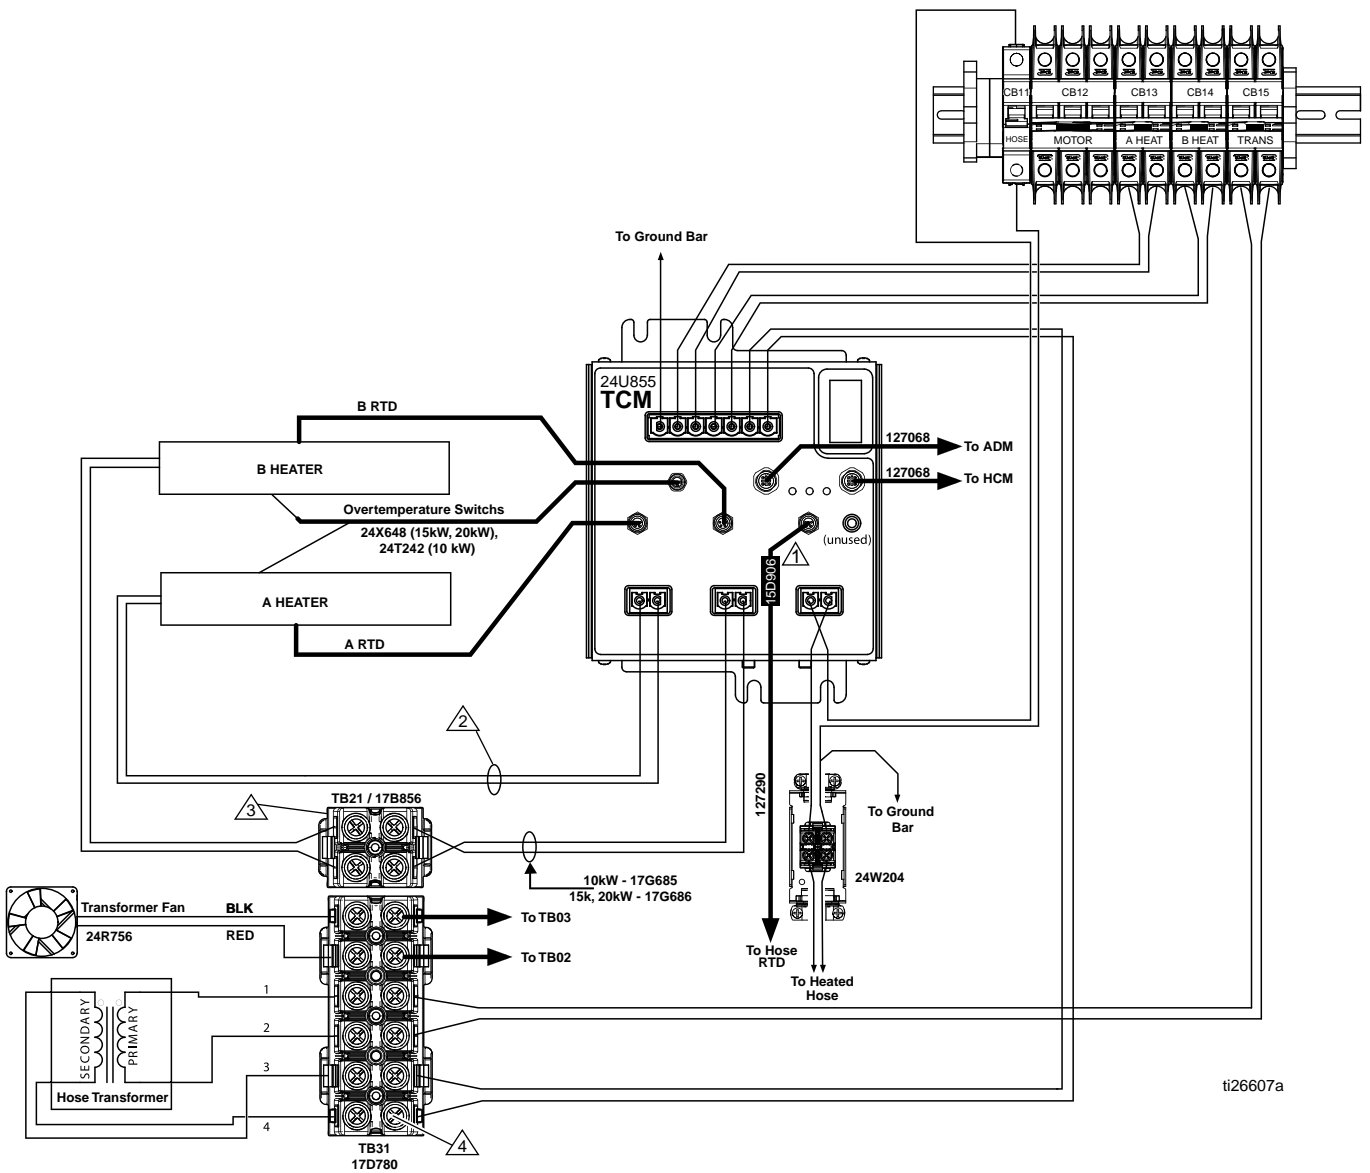 CB11
CB12
CB13
CB14
CB15
HOSE
MOTOR
A HEAT
B HEAT
TRANS
To Ground Bar
24U855
TCM
B RTD
127068
To ADM
127068
To HCM
B HEATER
Overtemperature Switchs
24X648 (15kW, 20kW),
24T242 (10 kW)
(unused)
1
15D906
A HEATER
A RTD
2
127290
3
TB21 / 17B856
To Ground
Bar
10kW - 17G685
15k, 20kW - 17G686
24W204
Transformer Fan
BLK
24R756
RED
To TB03
To TB02
To Hose
RTD
To Heated
Hose
1
2
3
4
SECONDARY
PRIMARY
Hose Transformer
4
TB31
17D780
ti26607a